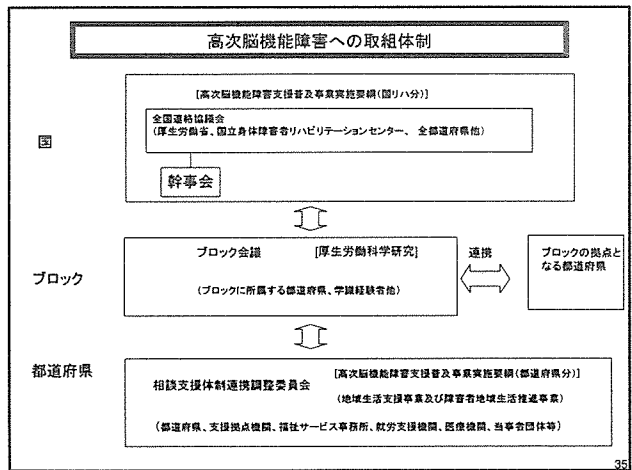 高次脳機能障害への取組体制
[高次脳機能障害支援普及事業実施要綱(国リハ分)]
全国連絡協議会
(厚生労働省、国立身体障害者リハビリテーションセンター、 全都道府県他)
国
幹事会
ブロック会議 [厚生労働科学研究]
連携
ブロックの拠点と
なる都道府県
ブロック
(ブロックに所属する都道府県、学識経験者他)
都道府県
[高次脳機能障害支援普及事業実施要綱(都道府県分)]
相談支援体制連携調整委員会
(地域生活支援事業及び障害者地域生活推進事業)
(都道府県、支援拠点機関、福祉サービス事務所、就労支援機関、医療機関、当事者団体等)
35